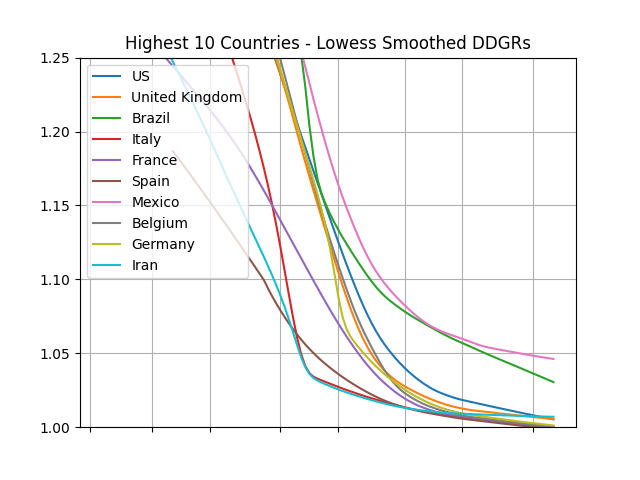 Highest 10 Countries - Lowess Smoothed DDGRs
1.25
1.20
1.15
1.10
1.05
1.00
US
United Kingdom
Brazil
Italy
France
Spain
Mexico
Belgium
Germany
Iran